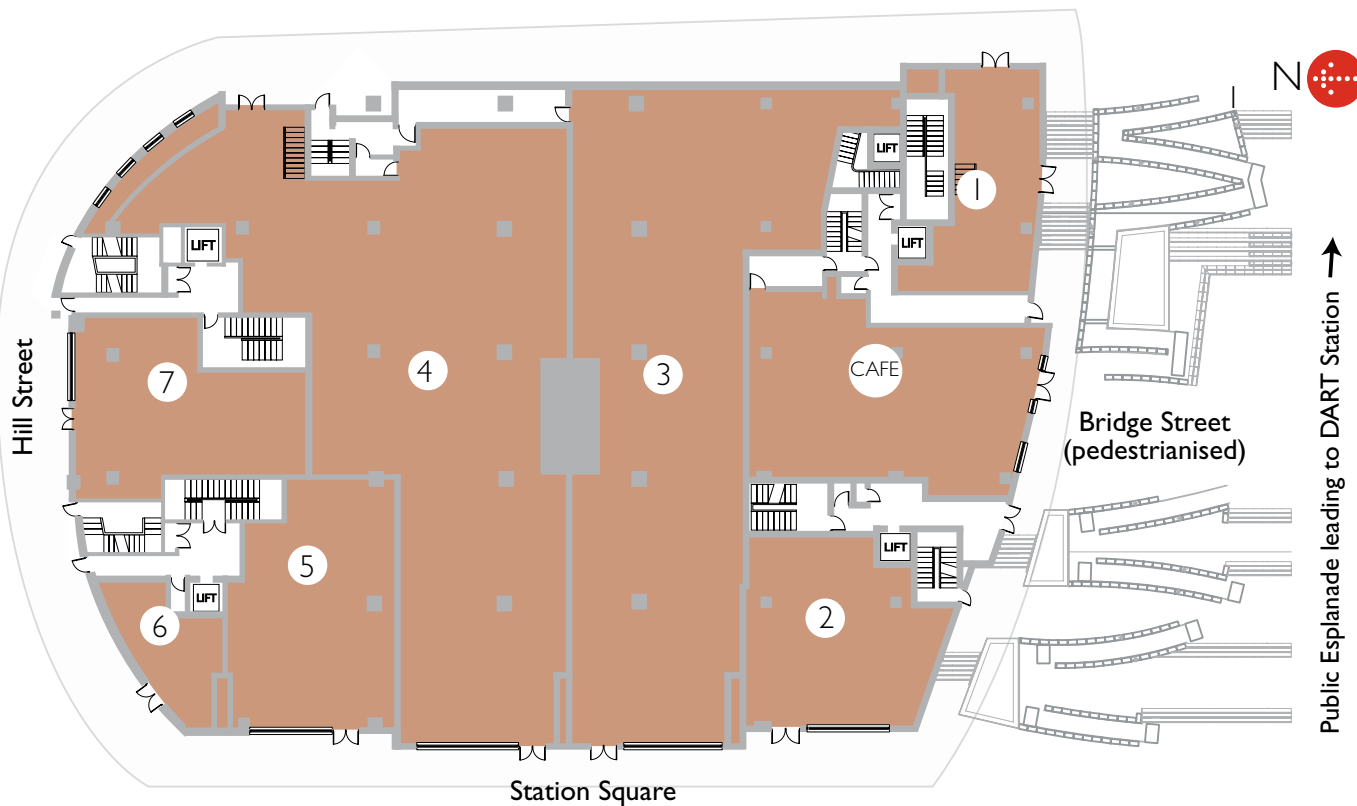 N
LIFT
1
LIFT
LIFT
Hill Street
7
4
3
CAFE
Bridge Street
(pedestrianised)
Public Esplanade leading to DART Station
5
LIFT
6
LIFT
2
Station Square